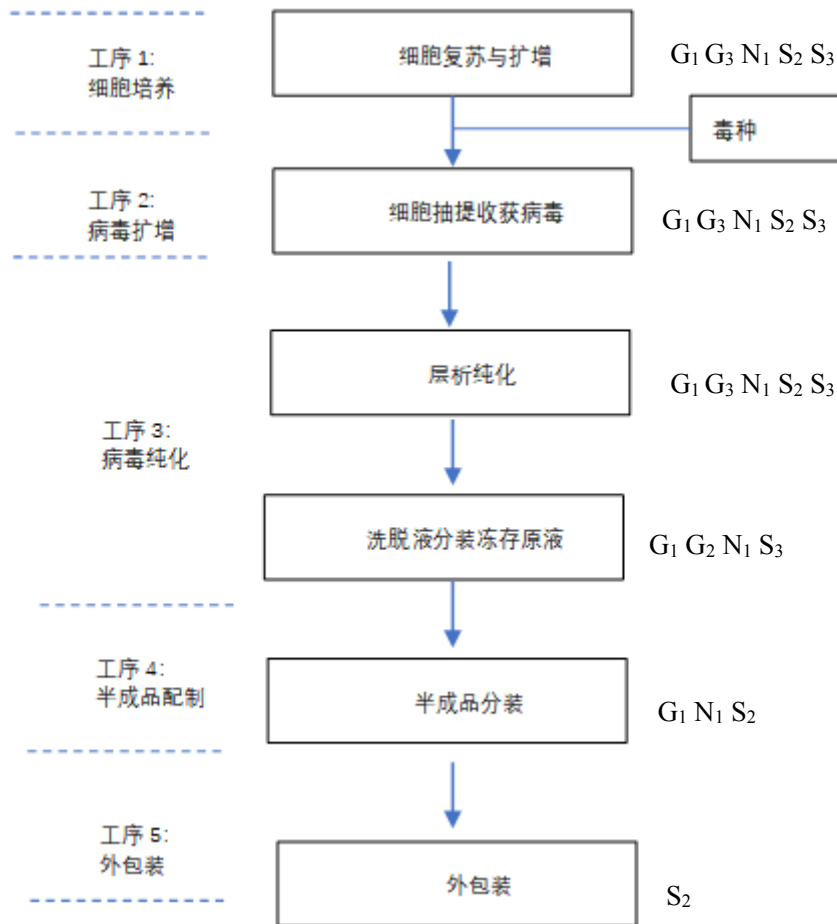 工序 1:
细胞培养
细胞复苏与扩增
G₁ G₃ N₁ S₂ S₃
毒种
工序 2:
病毒扩增
细胞抽提收获病毒
G₁ G₃ N₁ S₂ S₃
工序 3:
病毒纯化
层析纯化
G₁ G₃ N₁ S₂ S₃
洗脱液分装冻存原液
G₁ G₂ N₁ S₃
工序 4:
半成品配制
半成品分装
G₁ N₁ S₂
工序 5:
外包装
外包装
S₂